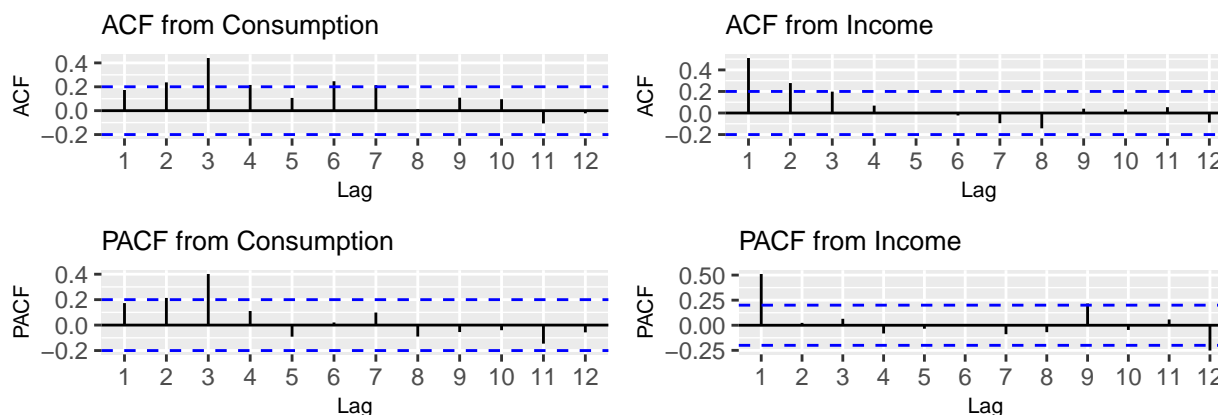 ACF from Consumption
ACF
0.4
0.2
0.0
−0.2
1 2 3 4 5 6 7 8 9 10 11 12
Lag
ACF from Income
ACF
0.4
0.2
0.0
−0.2
1 2 3 4 5 6 7 8 9 10 11 12
Lag
PACF from Consumption
PACF
0.4
0.2
0.0
−0.2
1 2 3 4 5 6 7 8 9 10 11 12
Lag
PACF from Income
PACF
0.50
0.25
0.00
−0.25
1 2 3 4 5 6 7 8 9 10 11 12
Lag